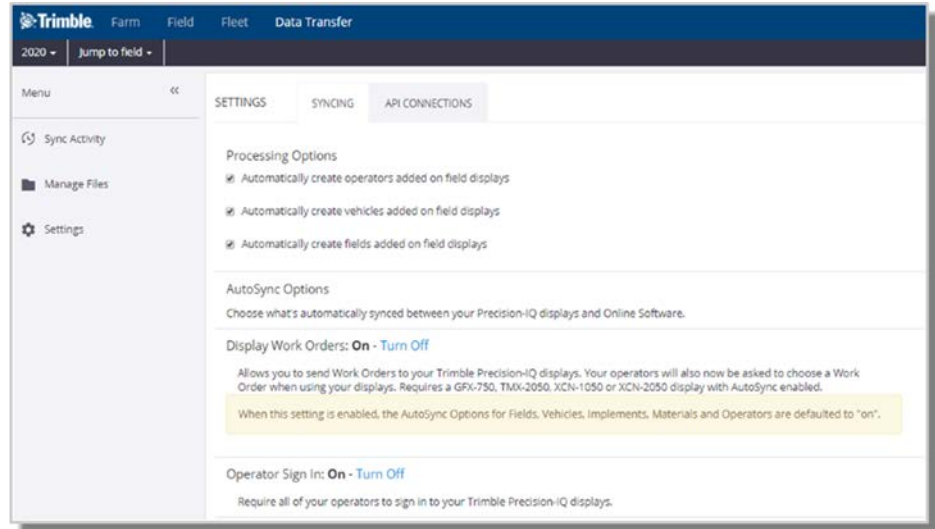 Trimble. Farm Field Fleet Data Transfer
2020 Jump to field
Menu
Sync Activity
Manage Files
Settings
SETTINGS SYNCING API CONNECTIONS
Processing Options
Automatically create operators added on field displays
Automatically create vehicles added on field displays
Automatically create fields added on field displays
AutoSync Options
Choose what's automatically synced between your Precision-IQ displays and Online Software.
Display Work Orders: On - Turn Off
Allows you to send Work Orders to your Trimble Precision-IQ displays. Your operators will also now be asked to choose a Work
Order when using your displays. Requires a GFX-750, TMX-2050, XCN-1050 or XCN-2050 display with AutoSync enabled.
When this setting is enabled, the AutoSync Options for Fields, Vehicles, Implements, Materials and Operators are defaulted to "on".
Operator Sign In: On - Turn Off
Require all of your operators to sign in to your Trimble Precision-IQ displays.